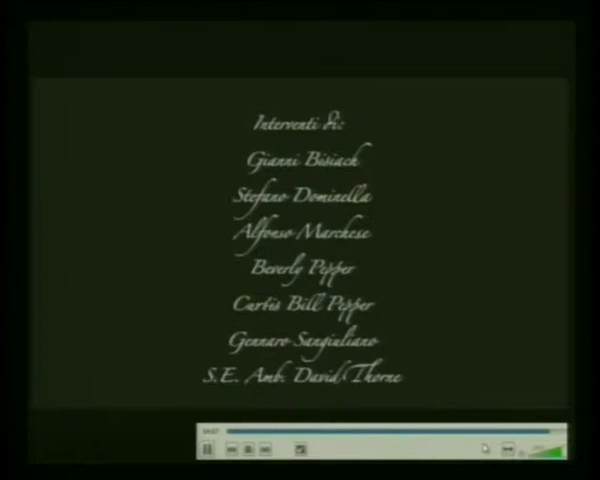 Interventi di:
Gianni Bisiach
Stefano Dominella
Alfonso Marchese
Beverly Pepper
Curtis Bill Pepper
Gennaro Sangiuliano
S.E. Amb. David Thorne